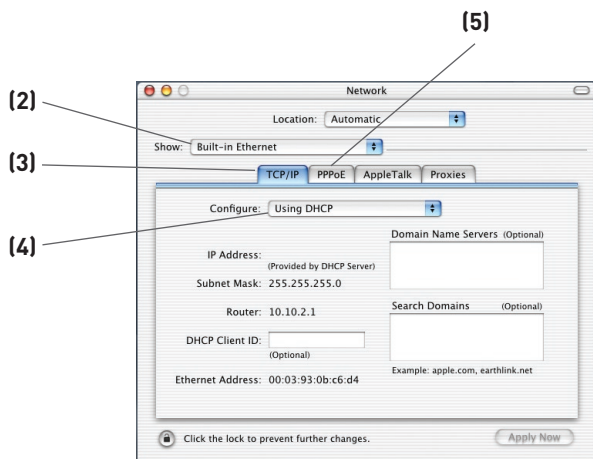 (5)
(2)
Network
Location: Automatic
Show: Built-in Ethernet
(3)
TCP/IP PPPoE AppleTalk Proxies
Configure: Using DHCP
(4)
Domain Name Servers (Optional)
IP Address:
(Provided by DHCP Server)
Subnet Mask: 255.255.255.0
Router: 10.10.2.1
Search Domains (Optional)
DHCP Client ID:
(Optional)
Example: apple.com, earthlink.net
Ethernet Address: 00:03:93:0b:c6:d4
Click the lock to prevent further changes.
Apply Now